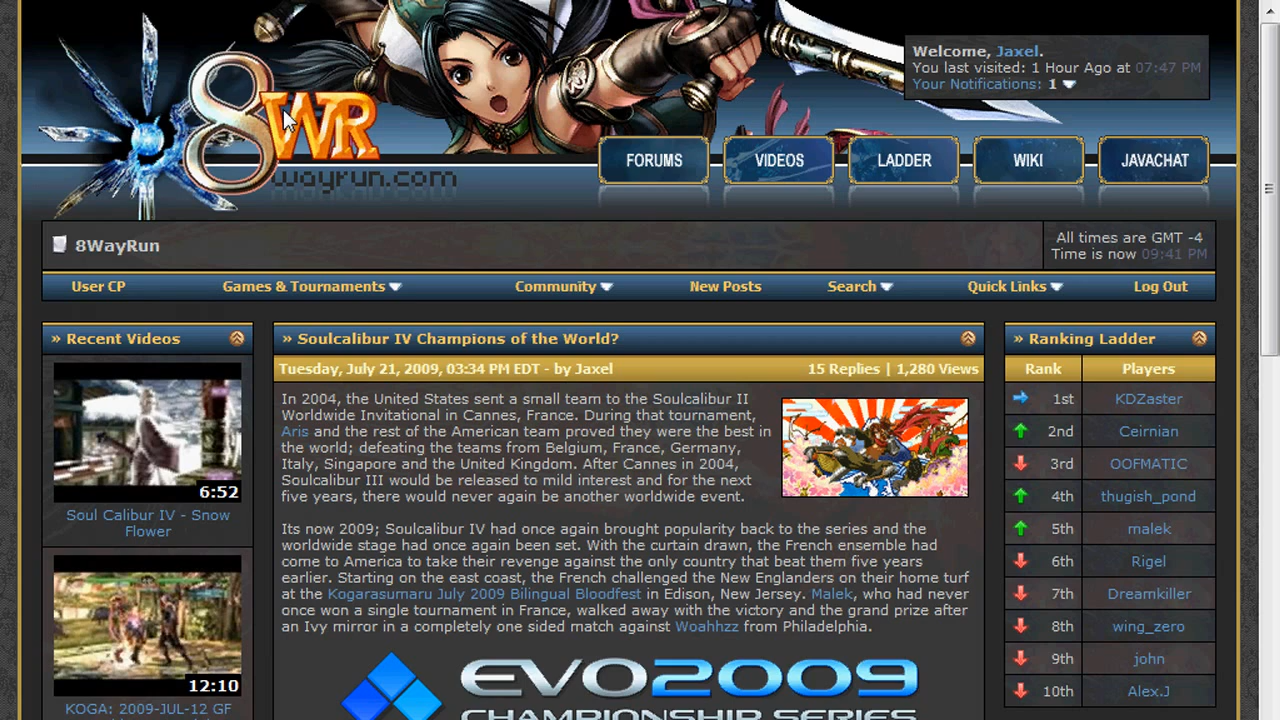 8WR
wayrun.com
Welcome, Jaxel.
You last visited: 1 Hour Ago at 07:47 PM
Your Notifications: 1
FORUMS
VIDEOS
LADDER
WIKI
JAVACHAT
8WayRun
All times are GMT -4
Time is now 09:41 PM
User CP
Games & Tournaments
Community
New Posts
Search
Quick Links
Log Out
» Recent Videos
6:52
Soul Calibur IV - Snow
Flower
12:10
KOGA: 2009-JUL-12 GF
» Soulcalibur IV Champions of the World?
Tuesday, July 21, 2009, 03:34 PM EDT - by Jaxel
15 Replies | 1,280 Views
In 2004, the United States sent a small team to the Soulcalibur II
Worldwide Invitational in Cannes, France. During that tournament,
Aris and the rest of the American team proved they were the best in
the world; defeating the teams from Belgium, France, Germany,
Italy, Singapore and the United Kingdom. After Cannes in 2004,
Soulcalibur III would be released to mild interest and for the next
five years, there would never again be another worldwide event.
Its now 2009; Soulcalibur IV had once again brought popularity back to the series and the
worldwide stage had once again been set. With the curtain drawn, the French ensemble had
come to America to take their revenge against the only country that beat them five years
earlier. Starting on the east coast, the French challenged the New Englanders on their home turf
at the Kogarasumaru July 2009 Bilingual Bloodfest in Edison, New Jersey. Malek, who had never
once won a single tournament in France, walked away with the victory and the grand prize after
an Ivy mirror in a completely one sided match against Woahhzz from Philadelphia.
EVO2009
CHAMPIONSHIP SERIES
» Ranking Ladder
Rank Players
1st KDZaster
2nd Ceirnian
3rd OOFMATIC
4th thugish_pond
5th malek
6th Rigel
7th Dreamkiller
8th wing_zero
9th john
10th Alex.J